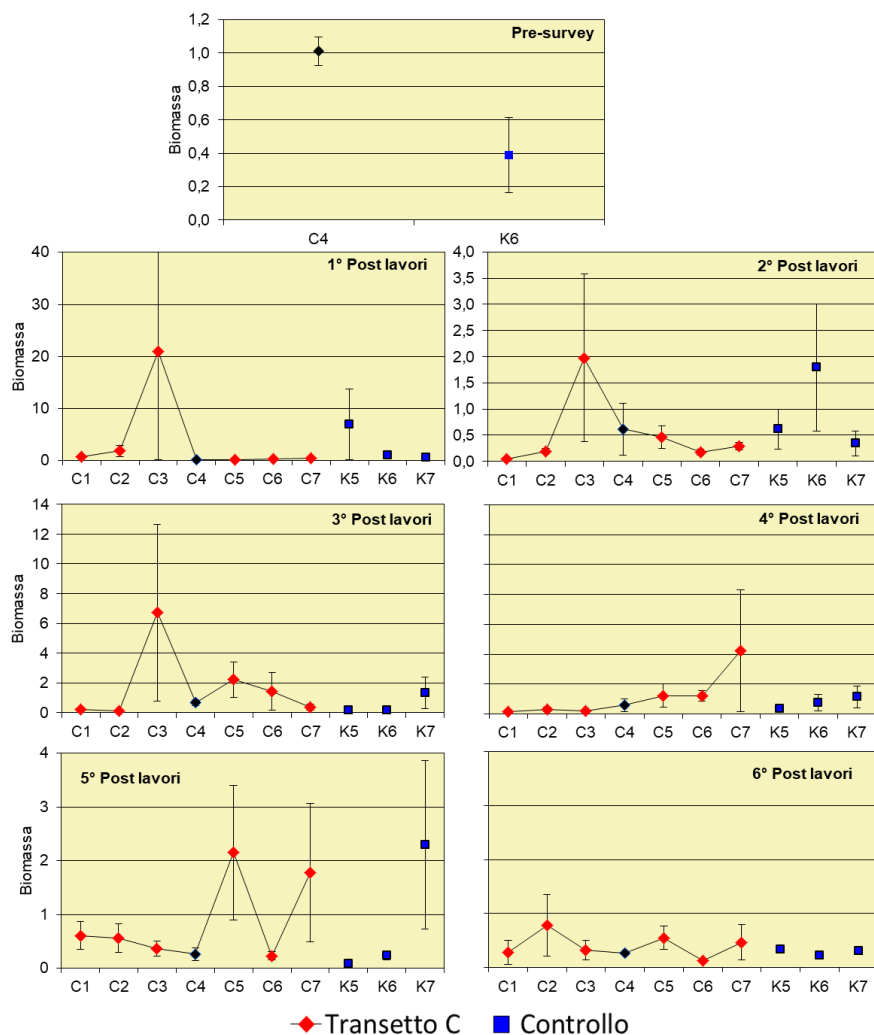 Pre-survey
Biomassa
1,2
1,0
0,8
0,6
0,4
0,2
0,0
C4 K6
1° Post lavori
Biomassa
40
30
20
10
0
C1 C2 C3 C4 C5 C6 C7 K5 K6 K7
2° Post lavori
4,0
3,5
3,0
2,5
2,0
1,5
1,0
0,5
0,0
C1 C2 C3 C4 C5 C6 C7 K5 K6 K7
3° Post lavori
Biomassa
14
12
10
8
6
4
2
0
C1 C2 C3 C4 C5 C6 C7 K5 K6 K7
4° Post lavori
C1 C2 C3 C4 C5 C6 C7 K5 K6 K7
5° Post lavori
Biomassa
4
3
2
1
0
C1 C2 C3 C4 C5 C6 C7 K5 K6 K7
6° Post lavori
C1 C2 C3 C4 C5 C6 C7 K5 K6 K7
Transetto C Controllo